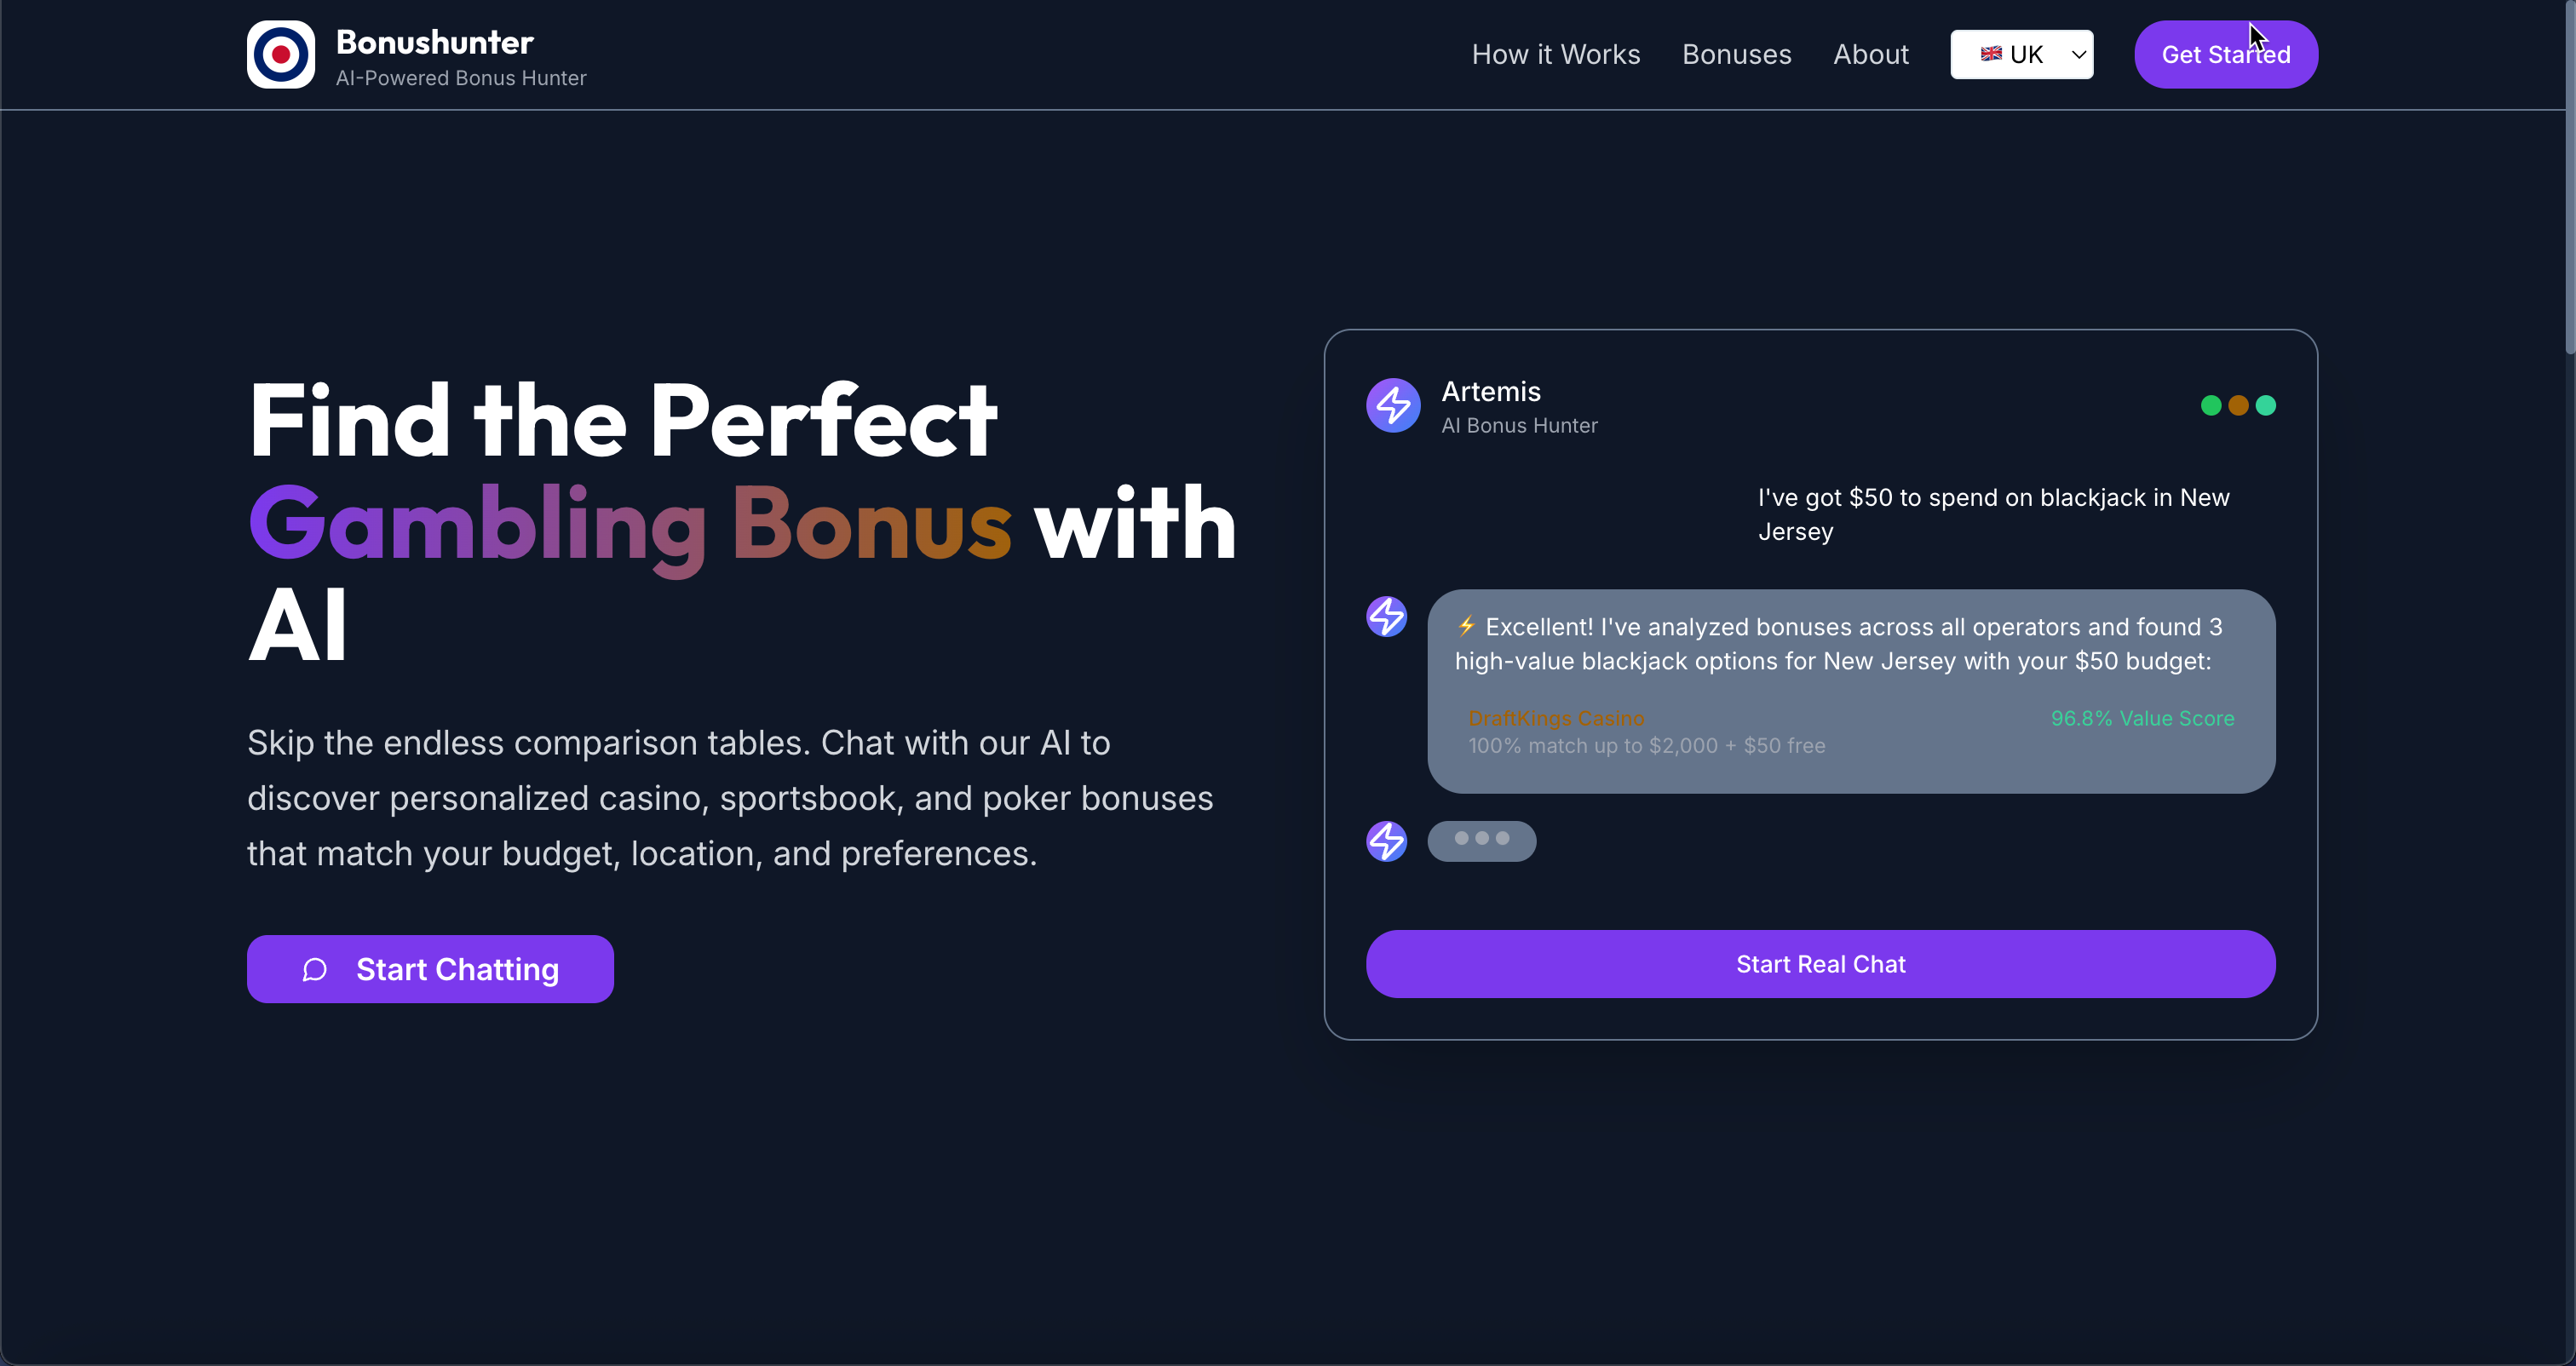 Bonushunter
AI-Powered Bonus Hunter
How it Works
Bonuses
About
🇬🇧 UK
Get Started
Find the Perfect
Gambling Bonus with
AI
Skip the endless comparison tables. Chat with our AI to
discover personalized casino, sportsbook, and poker bonuses
that match your budget, location, and preferences.
Start Chatting
Artemis
AI Bonus Hunter
I've got $50 to spend on blackjack in New
Jersey
⚡ Excellent! I've analyzed bonuses across all operators and found 3
high-value blackjack options for New Jersey with your $50 budget:
DraftKings Casino
96.8% Value Score
100% match up to $2,000 + $50 free
Start Real Chat